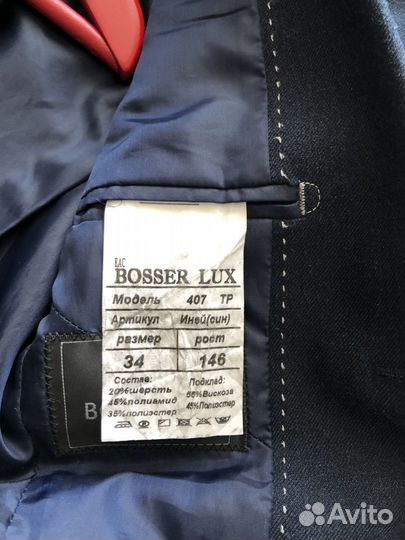 EAC
BOSSER LUX
Модель 407 ТР
Артикул Иней(син)
размер рост
34 146
Состав: Подклад:
20%шерсть 55%Вискоза
45%полиамид 45%Полиэстер
35%полиэстер
B
Avito